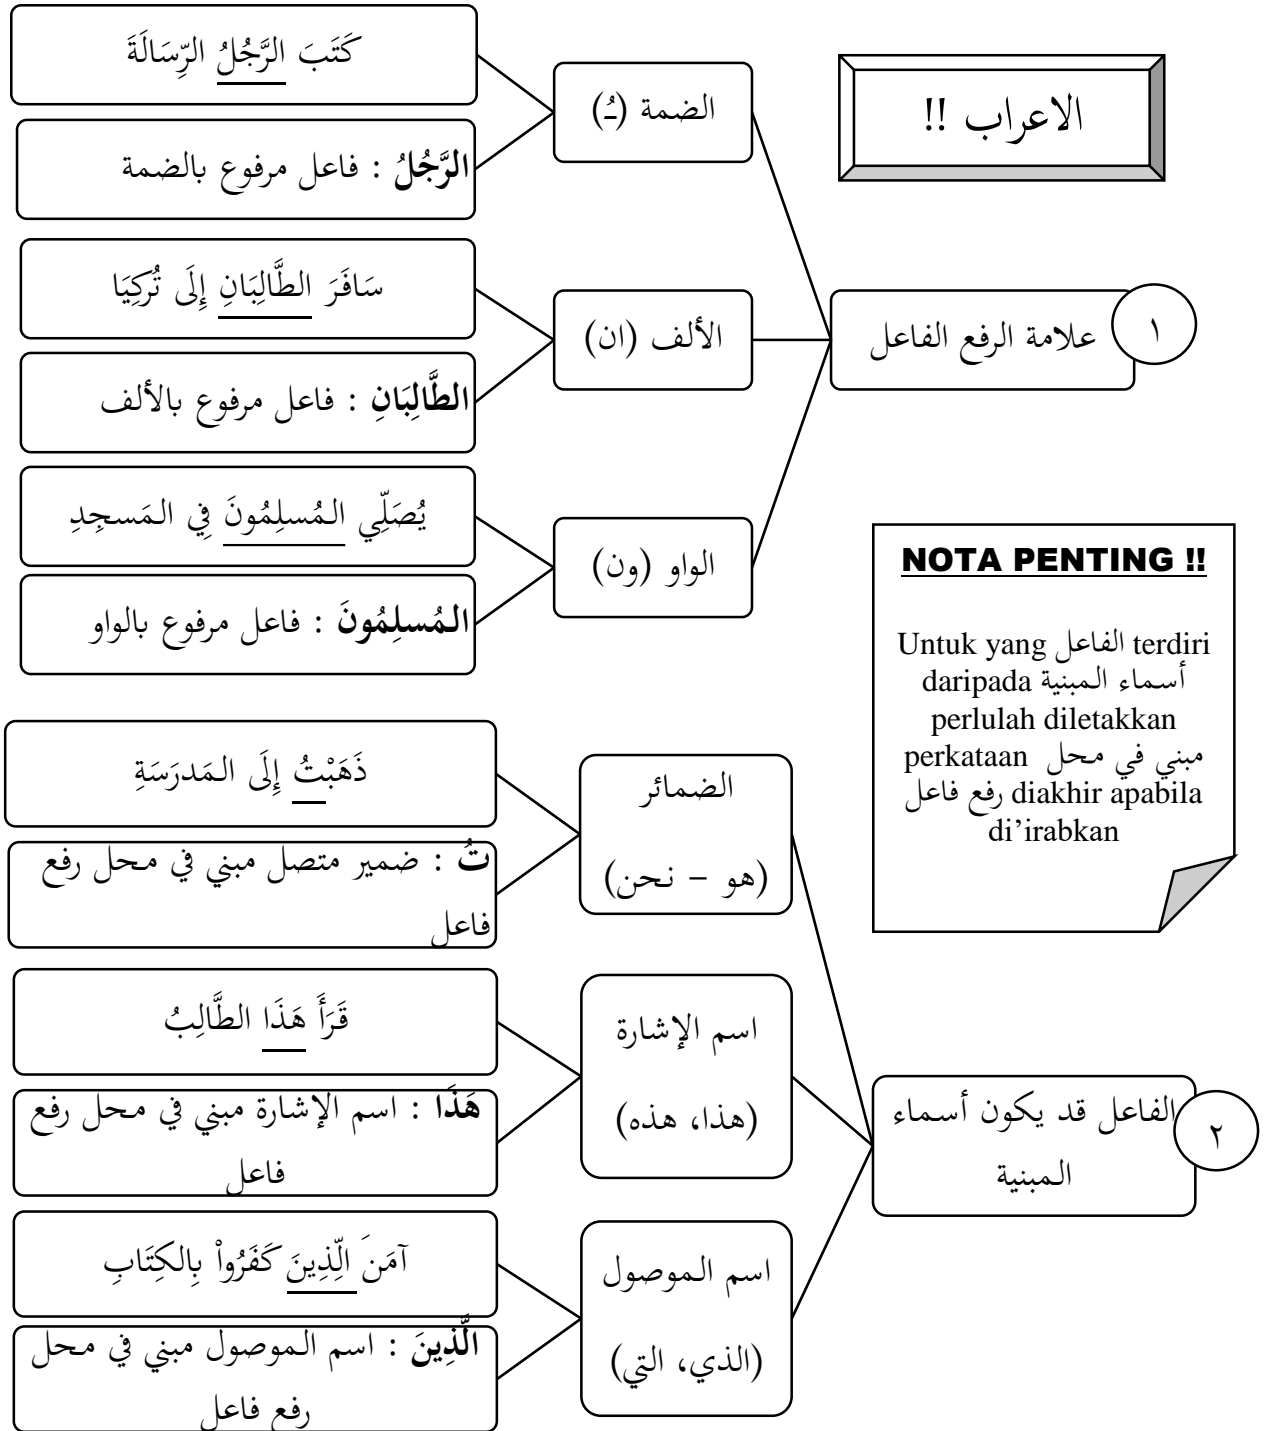 الاعراب !!
١
علامة الرفع الفاعل
الضمة (ـُ)
كَتَبَ الرَّجُلُ الرِّسَالَةَ
الرَّجُلُ : فاعل مرفوع بالضمة
الألف (ان)
سَافَرَ الطَّالِبَانِ إِلَى تُركِيَا
الطَّالِبَانِ : فاعل مرفوع بالألف
الواو (ون)
يُصَلِّي المُسلِمُونَ فِي المَسجِدِ
المُسلِمُونَ : فاعل مرفوع بالواو
NOTA PENTING !!
Untuk yang الفاعل terdiri
daripada أسماء المبنية
perlulah diletakkan
perkataan مبني في محل
رفع فاعل diakhir apabila
di’irabkan
٢
الفاعل قد يكون أسماء
المبنية
الضمائر
(هو – نحن)
ذَهَبْتُ إِلَى المَدرَسَةِ
تُ : ضمير متصل مبني في محل رفع
فاعل
اسم الإشارة
(هذا، هذه)
قَرَأَ هَذَا الطَّالِبُ
هَذَا : اسم الإشارة مبني في محل رفع
فاعل
اسم الموصول
(الذي، التي)
آمَنَ الِّذِينَ كَفَرُواْ بِالكِتَابِ
الَّذِينَ : اسم الموصول مبني في محل
رفع فاعل